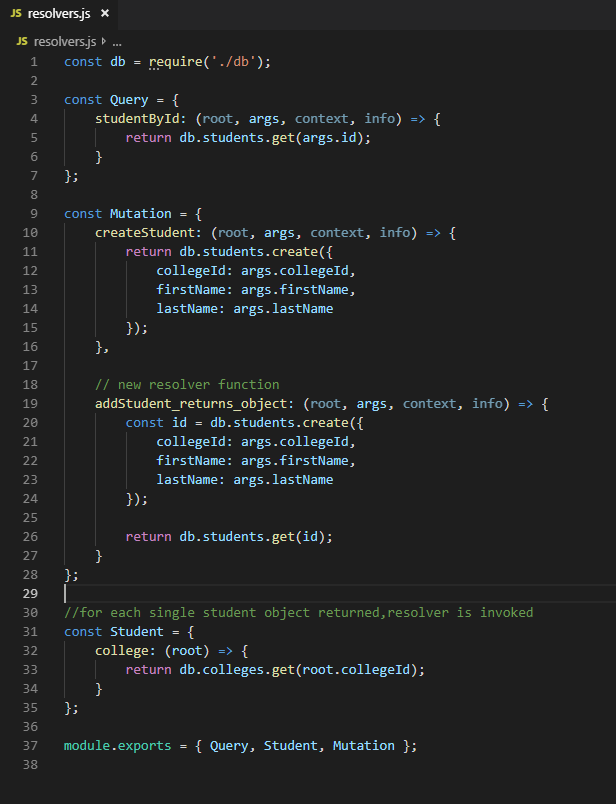 JS resolvers.js ×
JS resolvers.js › ...
1 const db = require('./db');
2
3 const Query = {
4     studentById: (root, args, context, info) => {
5         return db.students.get(args.id);
6     }
7 };
8
9 const Mutation = {
10     createStudent: (root, args, context, info) => {
11         return db.students.create({
12             collegeId: args.collegeId,
13             firstName: args.firstName,
14             lastName: args.lastName
15         });
16     },
17
18     // new resolver function
19     addStudent_returns_object: (root, args, context, info) => {
20         const id = db.students.create({
21             collegeId: args.collegeId,
22             firstName: args.firstName,
23             lastName: args.lastName
24         });
25
26         return db.students.get(id);
27     }
28 };
29
30 //for each single student object returned,resolver is invoked
31 const Student = {
32     college: (root) => {
33         return db.colleges.get(root.collegeId);
34     }
35 };
36
37 module.exports = { Query, Student, Mutation };
38